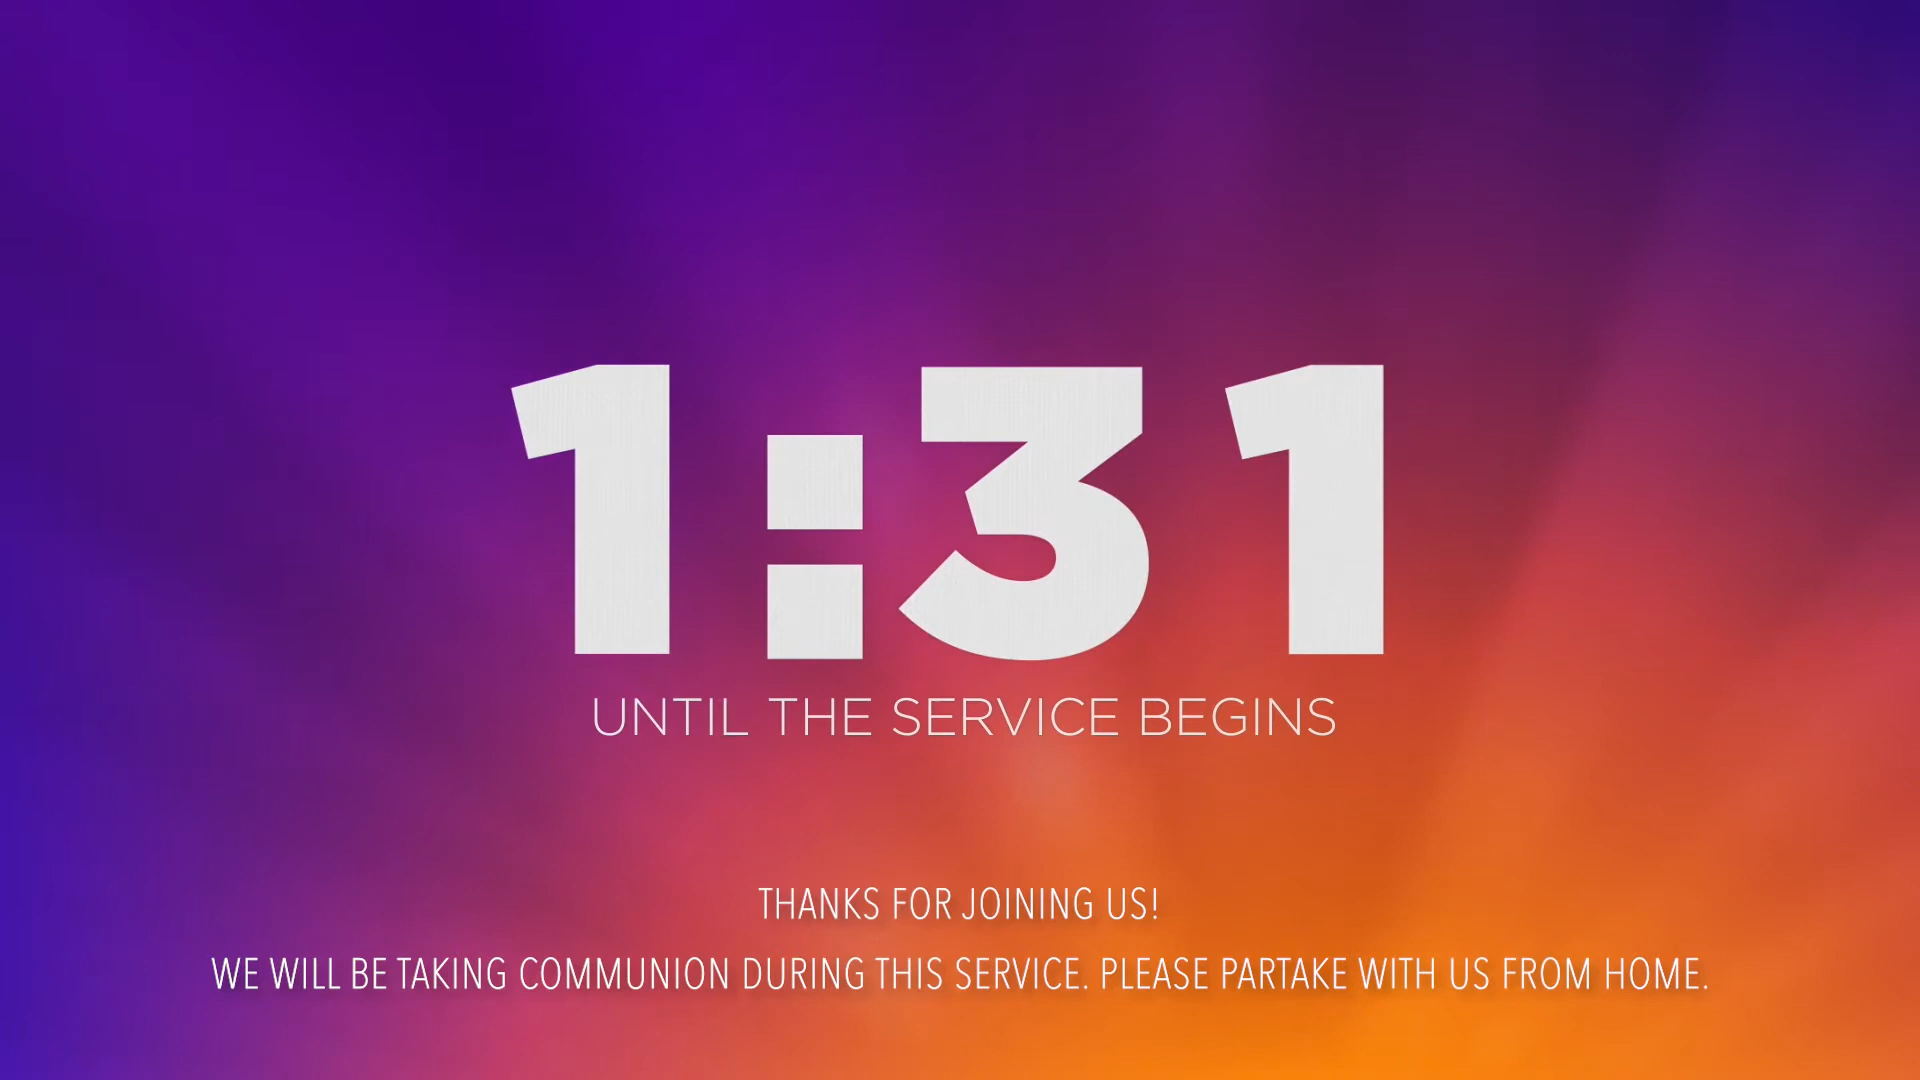 1:31
UNTIL THE SERVICE BEGINS
THANKS FOR JOINING US!
WE WILL BE TAKING COMMUNION DURING THIS SERVICE. PLEASE PARTAKE WITH US FROM HOME.